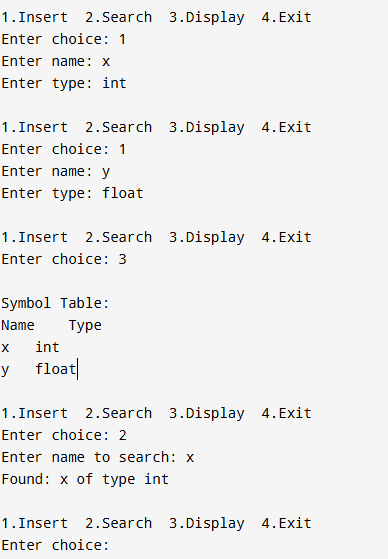 1.Insert  2.Search  3.Display  4.Exit
Enter choice: 1
Enter name: x
Enter type: int

1.Insert  2.Search  3.Display  4.Exit
Enter choice: 1
Enter name: y
Enter type: float

1.Insert  2.Search  3.Display  4.Exit
Enter choice: 3

Symbol Table:
Name    Type
x   int
y   float

1.Insert  2.Search  3.Display  4.Exit
Enter choice: 2
Enter name to search: x
Found: x of type int

1.Insert  2.Search  3.Display  4.Exit
Enter choice: